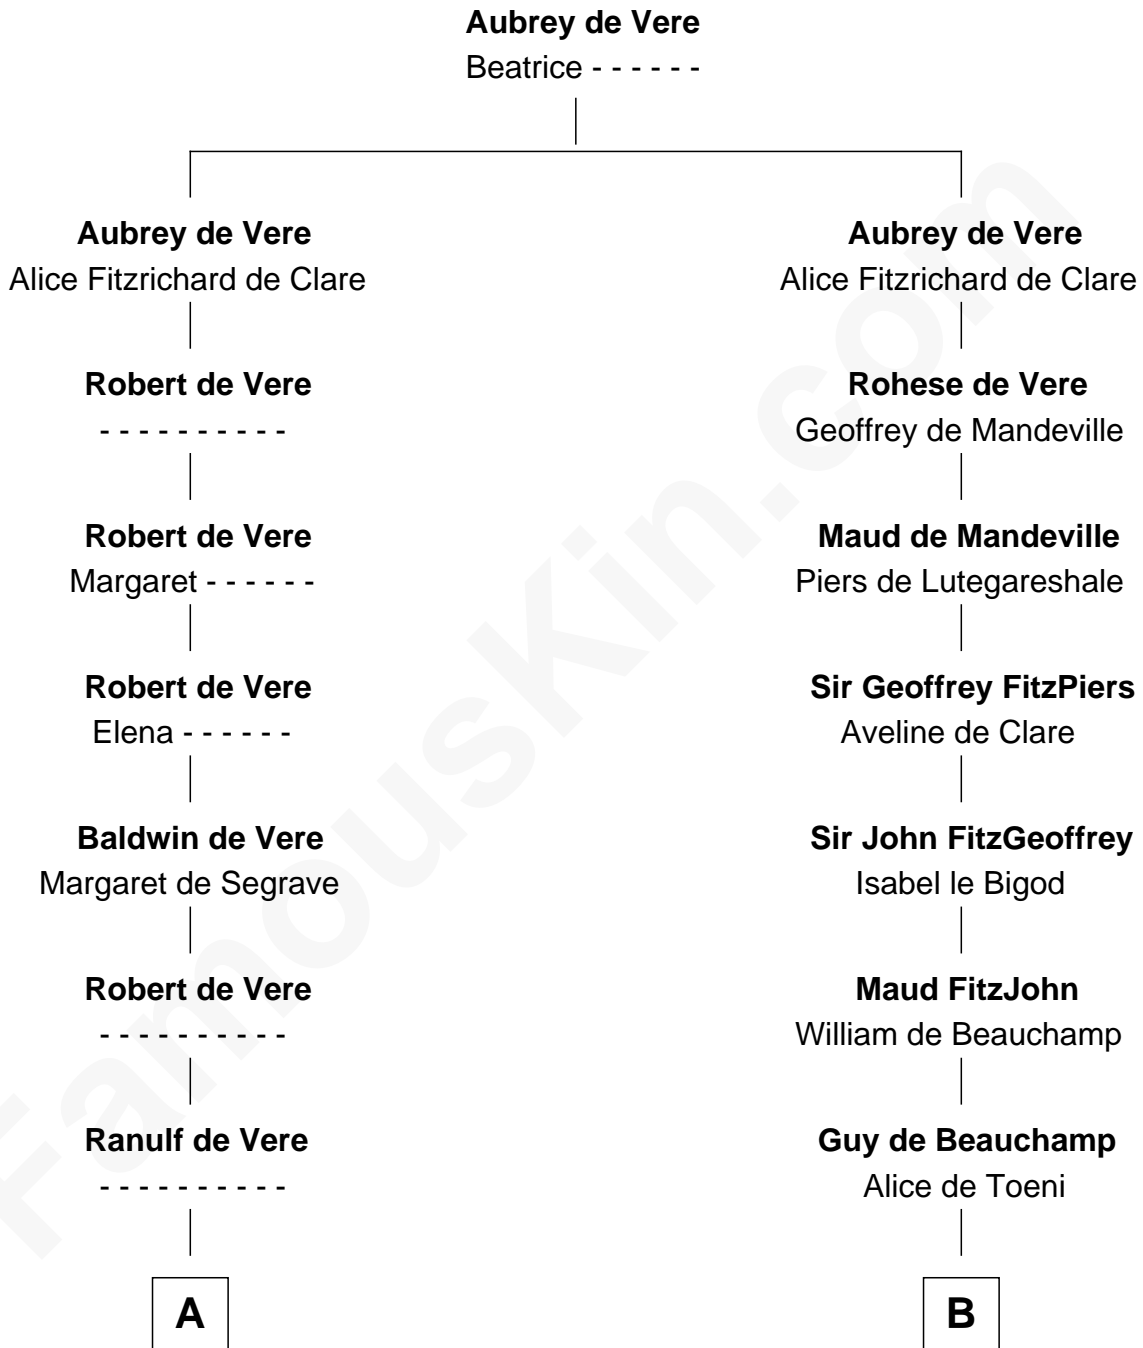 Aubrey de Vere
Beatrice - - - - - -
Aubrey de Vere
Alice Fitzrichard de Clare
Robert de Vere
- - - - - - - - - -
Robert de Vere
Margaret - - - - - -
Robert de Vere
Elena - - - - - -
Baldwin de Vere
Margaret de Segrave
Robert de Vere
- - - - - - - - - -
Ranulf de Vere
- - - - - - - - - -
A
Aubrey de Vere
Alice Fitzrichard de Clare
Rohese de Vere
Geoffrey de Mandeville
Maud de Mandeville
Piers de Lutegareshale
Sir Geoffrey FitzPiers
Aveline de Clare
Sir John FitzGeoffrey
Isabel le Bigod
Maud FitzJohn
William de Beauchamp
Guy de Beauchamp
Alice de Toeni
B
FamousKin.com